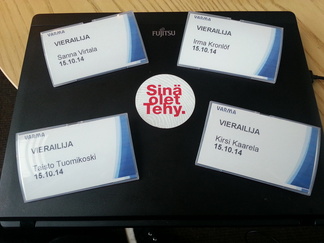 VARMA
VIERAILIJA
Sanna Virtala
15.10.14
FUJITSU
VARMA
VIERAILIJA
Irma Kronlöf
15.10.14
Sinä
olet
Tehy.
VARMA
VIERAILIJA
Taisto Tuomikoski
15.10.14
VARMA
VIERAILIJA
Kirsi Kaarela
15.10.14